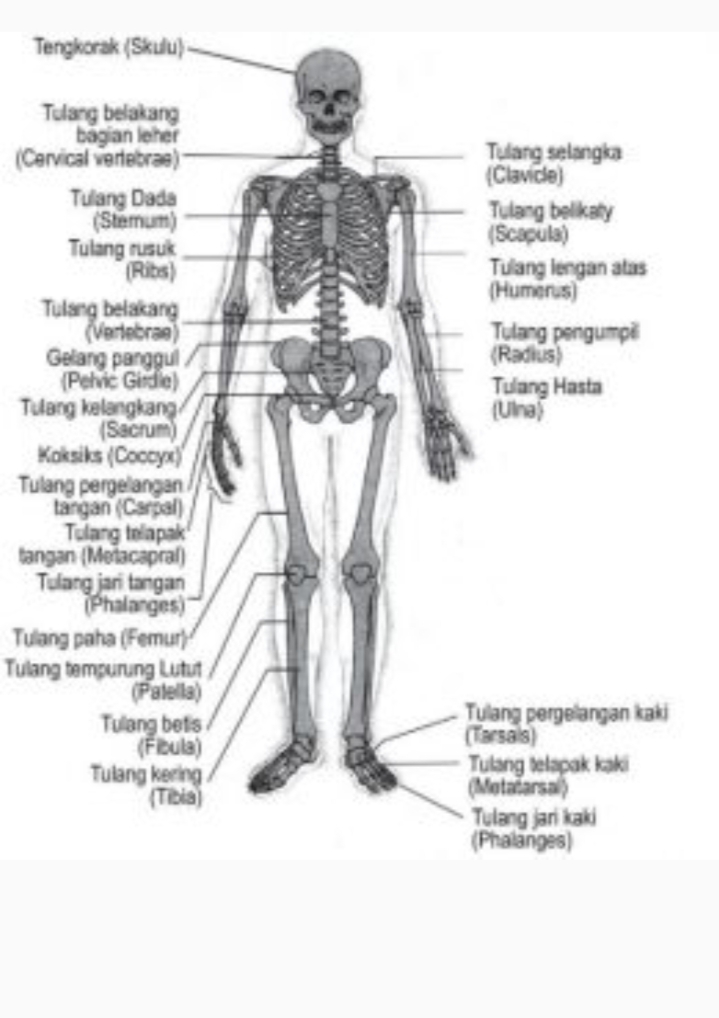 Tengkorak (Skulu)
Tulang belakang
bagian leher
(Cervical vertebrae)
Tulang Dada
(Sternum)
Tulang rusuk
(Ribs)
Tulang belakang
(Vertebrae)
Gelang panggul
(Pelvic Girdle)
Tulang kelangkang
(Sacrum)
Koksiks (Coccyx)
Tulang pergelangan
tangan (Carpal)
Tulang telapak
tangan (Metacapral)
Tulang jari tangan
(Phalanges)
Tulang paha (Femur)
Tulang tempurung Lutut
(Patella)
Tulang betis
(Fibula)
Tulang kering
(Tibia)
Tulang selangka
(Clavicle)
Tulang belikaty
(Scapula)
Tulang lengan atas
(Humerus)
Tulang pengumpil
(Radius)
Tulang Hasta
(Ulna)
Tulang pergelangan kaki
(Tarsals)
Tulang telapak kaki
(Metatarsal)
Tulang jari kaki
(Phalanges)